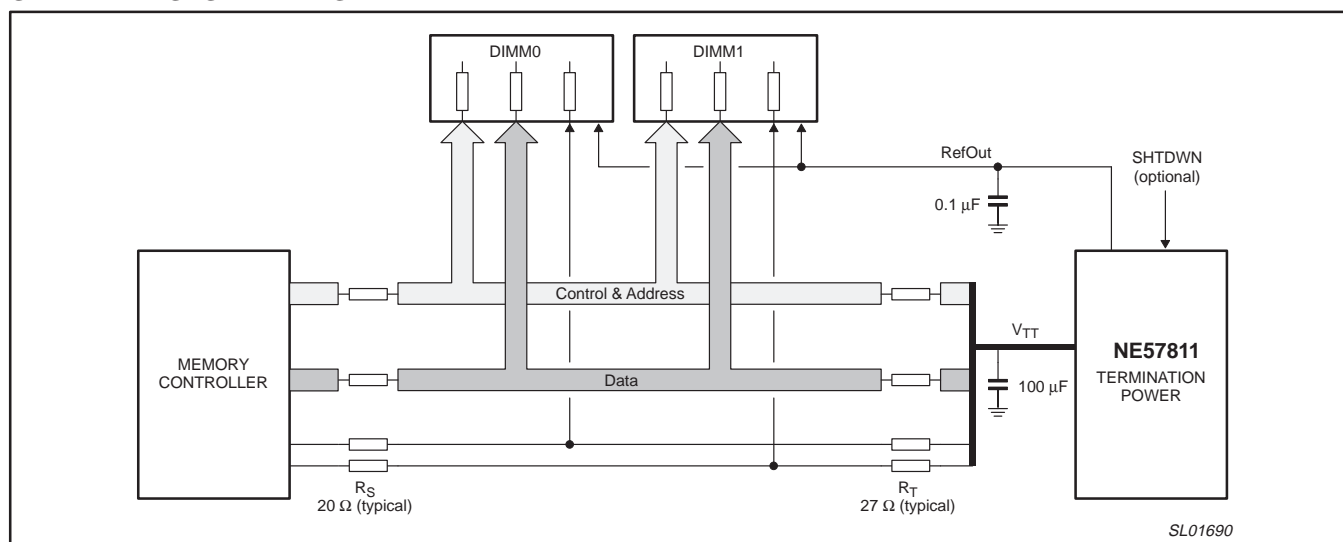 DIMM0
DIMM1
RefOut
SHTDWN
(optional)
0.1 μF
Control & Address
MEMORY
CONTROLLER
VTT
NE57811
TERMINATION
POWER
Data
100 μF
RS
20 Ω (typical)
RT
27 Ω (typical)
SL01690